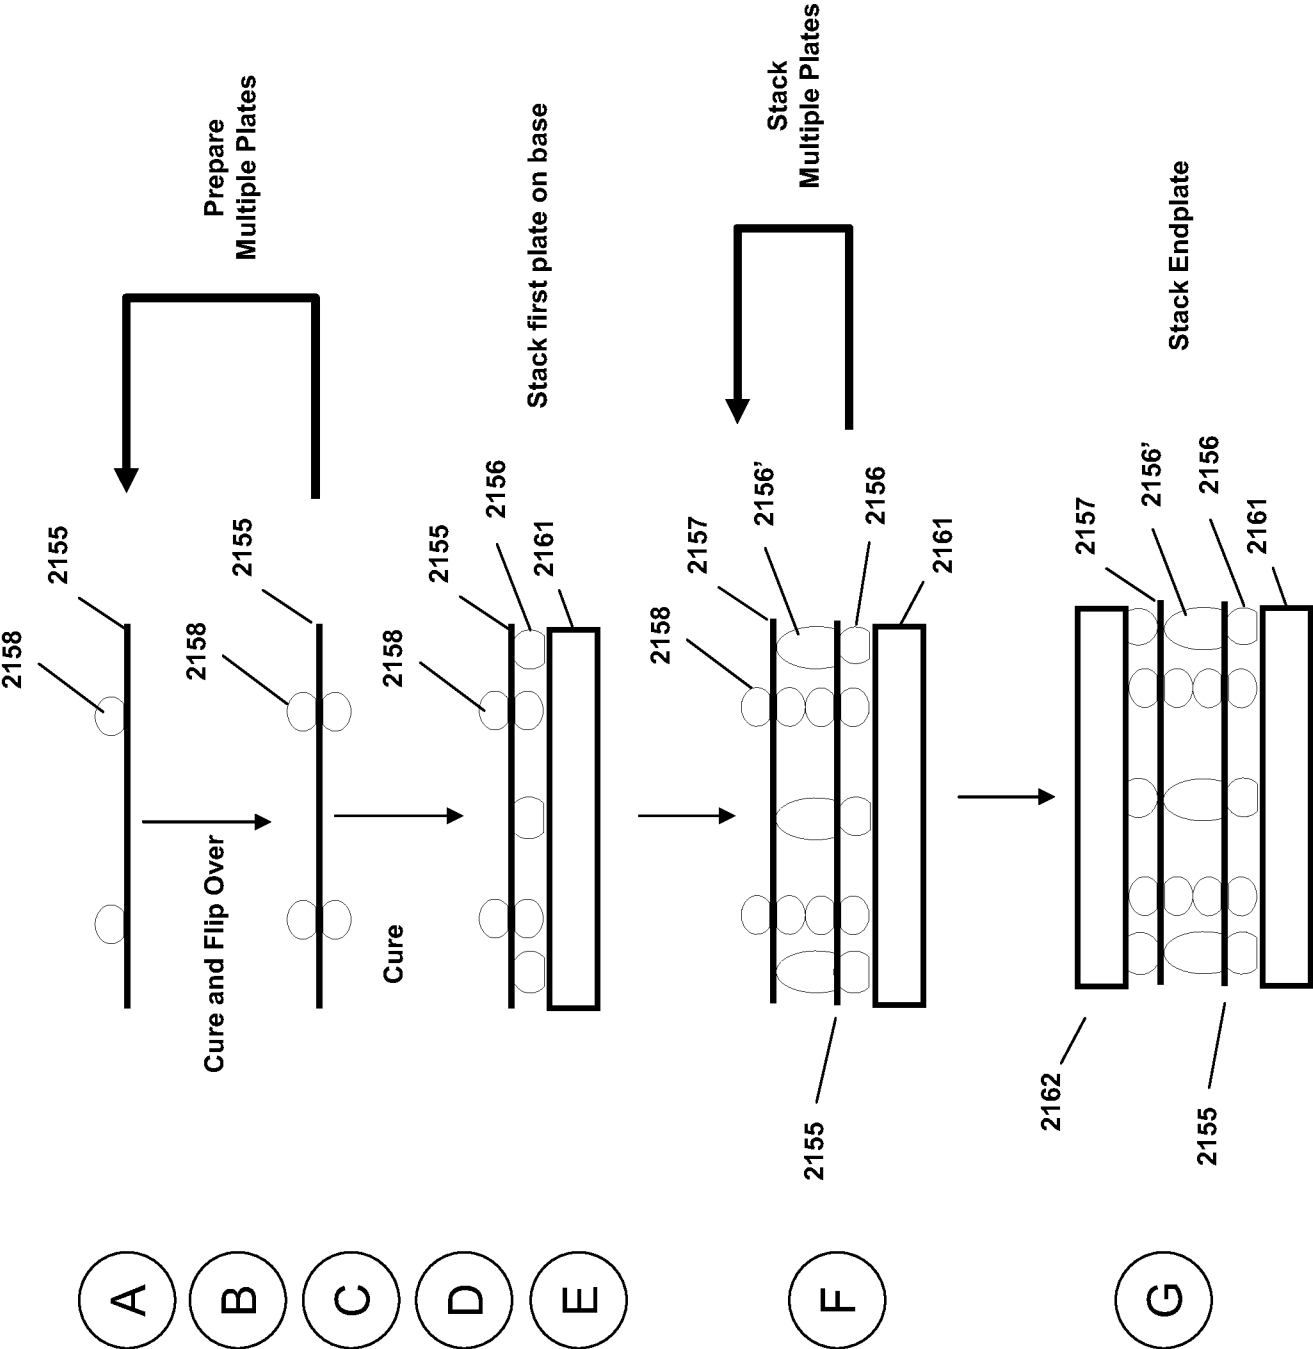 A
2158
2155
Prepare
Multiple Plates
B
Cure and Flip Over
C
2158
2155
D
Cure
E
2158
2155
2156
2161
Stack first plate on base
F
2155
2158
2157
2156’
2156
2161
Stack
Multiple Plates
G
2162
2155
2157
2156’
2156
2161
Stack Endplate